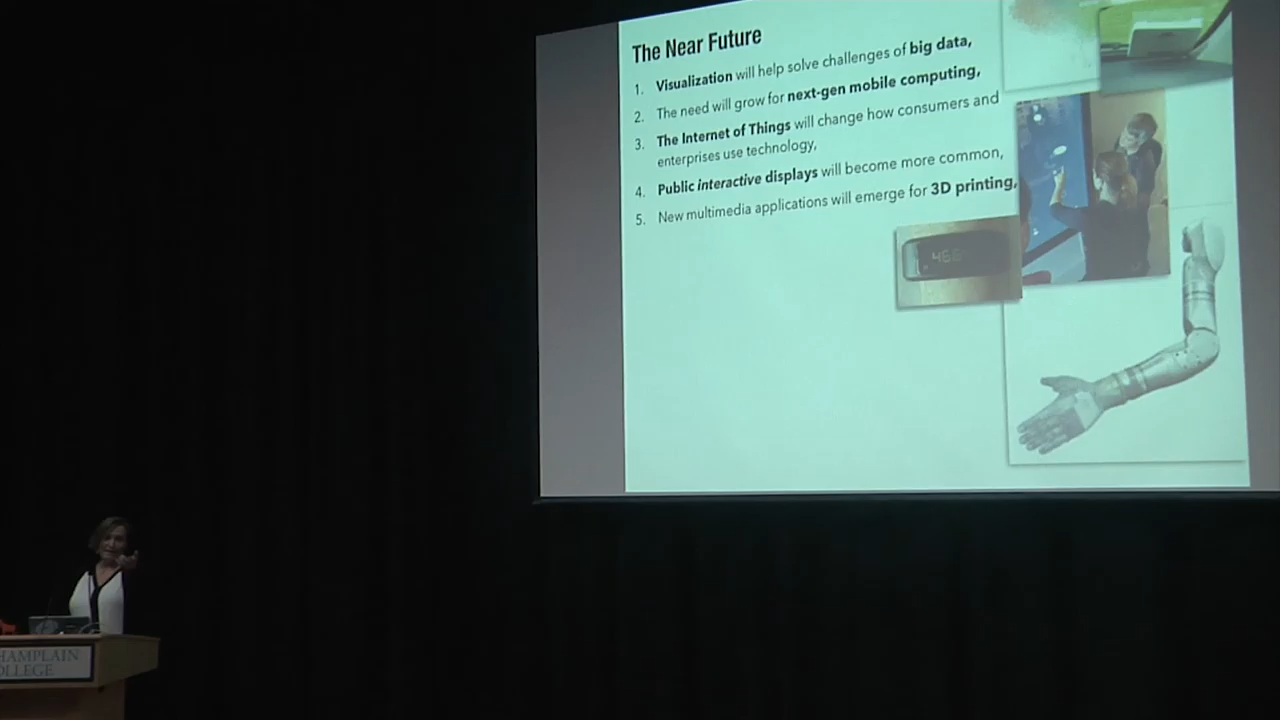 The Near Future
1. Visualization will help solve challenges of big data,
2. The need will grow for next-gen mobile computing,
3. The Internet of Things will change how consumers and
enterprises use technology,
4. Public interactive displays will become more common,
5. New multimedia applications will emerge for 3D printing,
466
HAMPLAIN
OLLEGE